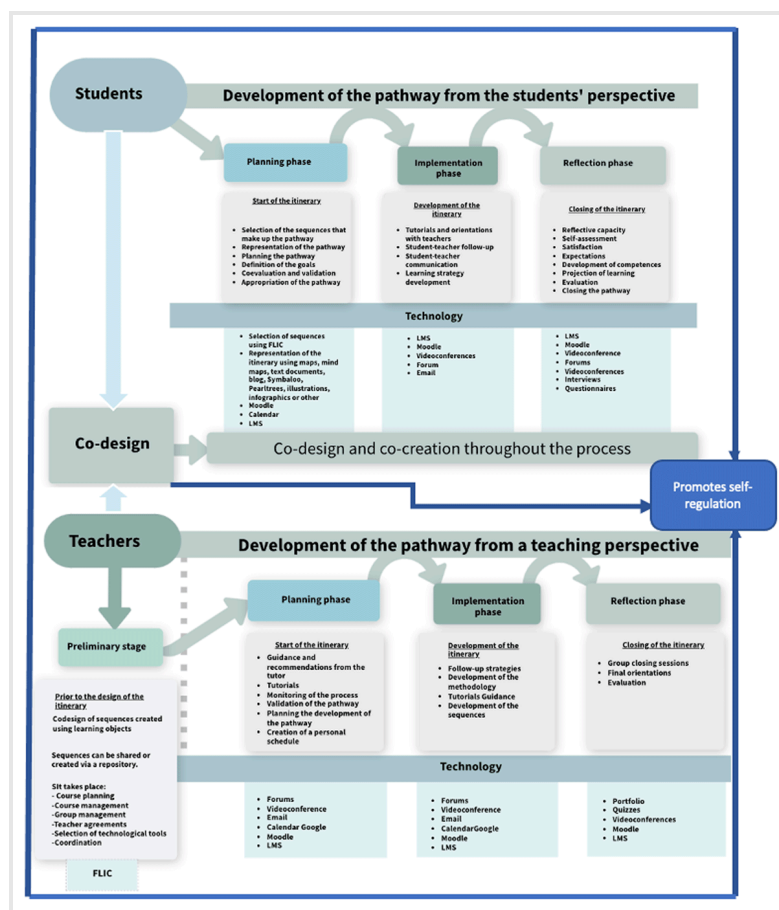 Students
Development of the pathway from the students' perspective
Planning phase
Implementation
phase
Reflection phase
Start of the itinerary
• Selection of the sequences that
make up the pathway
• Representation of the pathway
• Planning the pathway
• Definition of the goals
• Coevaluation and validation
• Appropriation of the pathway
Development of the
itinerary
• Tutorials and orientations
with teachers
• Student-teacher follow-up
• Student-teacher
communication
• Learning strategy
development
Closing of the itinerary
• Reflective capacity
• Self-assessment
• Satisfaction
• Expectations
• Development of competences
• Projection of learning
• Evaluation
• Closing the pathway
Technology
• Selection of sequences
using FLIC
• Representation of the
itinerary using maps, mind
maps, text documents,
blog, Symbaloo,
Pearltrees, illustrations,
infographics or other
• Moodle
• Calendar
• LMS
• LMS
• Moodle
• Videoconferences
• Forum
• Email
• LMS
• Moodle
• Videoconference
• Forums
• Videoconferences
• Interviews
• Questionnaires
Co-design
Co-design and co-creation throughout the process
Promotes self-
regulation
Teachers
Development of the pathway from a teaching perspective
Preliminary stage
Planning phase
Implementation
phase
Reflection phase
Prior to the design of the
itinerary
Codesign of sequences created
using learning objects
Sequences can be shared or
created via a repository.
SIt takes place:
- Course planning
-Course management
-Group management
-Teacher agreements
-Selection of technological tools
-Coordination
FLIC
Start of the itinerary
• Guidance and
recommendations from the
tutor
• Tutorials
• Monitoring of the process
• Validation of the pathway
• Planning the development of
the pathway
• Creation of a personal
schedule
Development of the
itinerary
• Follow-up strategies
• Development of the
methodology
• Tutorials Guidance
• Development of the
sequences
Closing of the itinerary
• Group closing sessions
• Final orientations
• Evaluation
Technology
• Forums
• Videoconference
• Email
• Calendar Google
• Moodle
• LMS
• Forums
• Videoconference
• Email
• CalendarGoogle
• Moodle
• LMS
• Portfolio
• Quizzes
• Videoconferences
• Moodle
• LMS